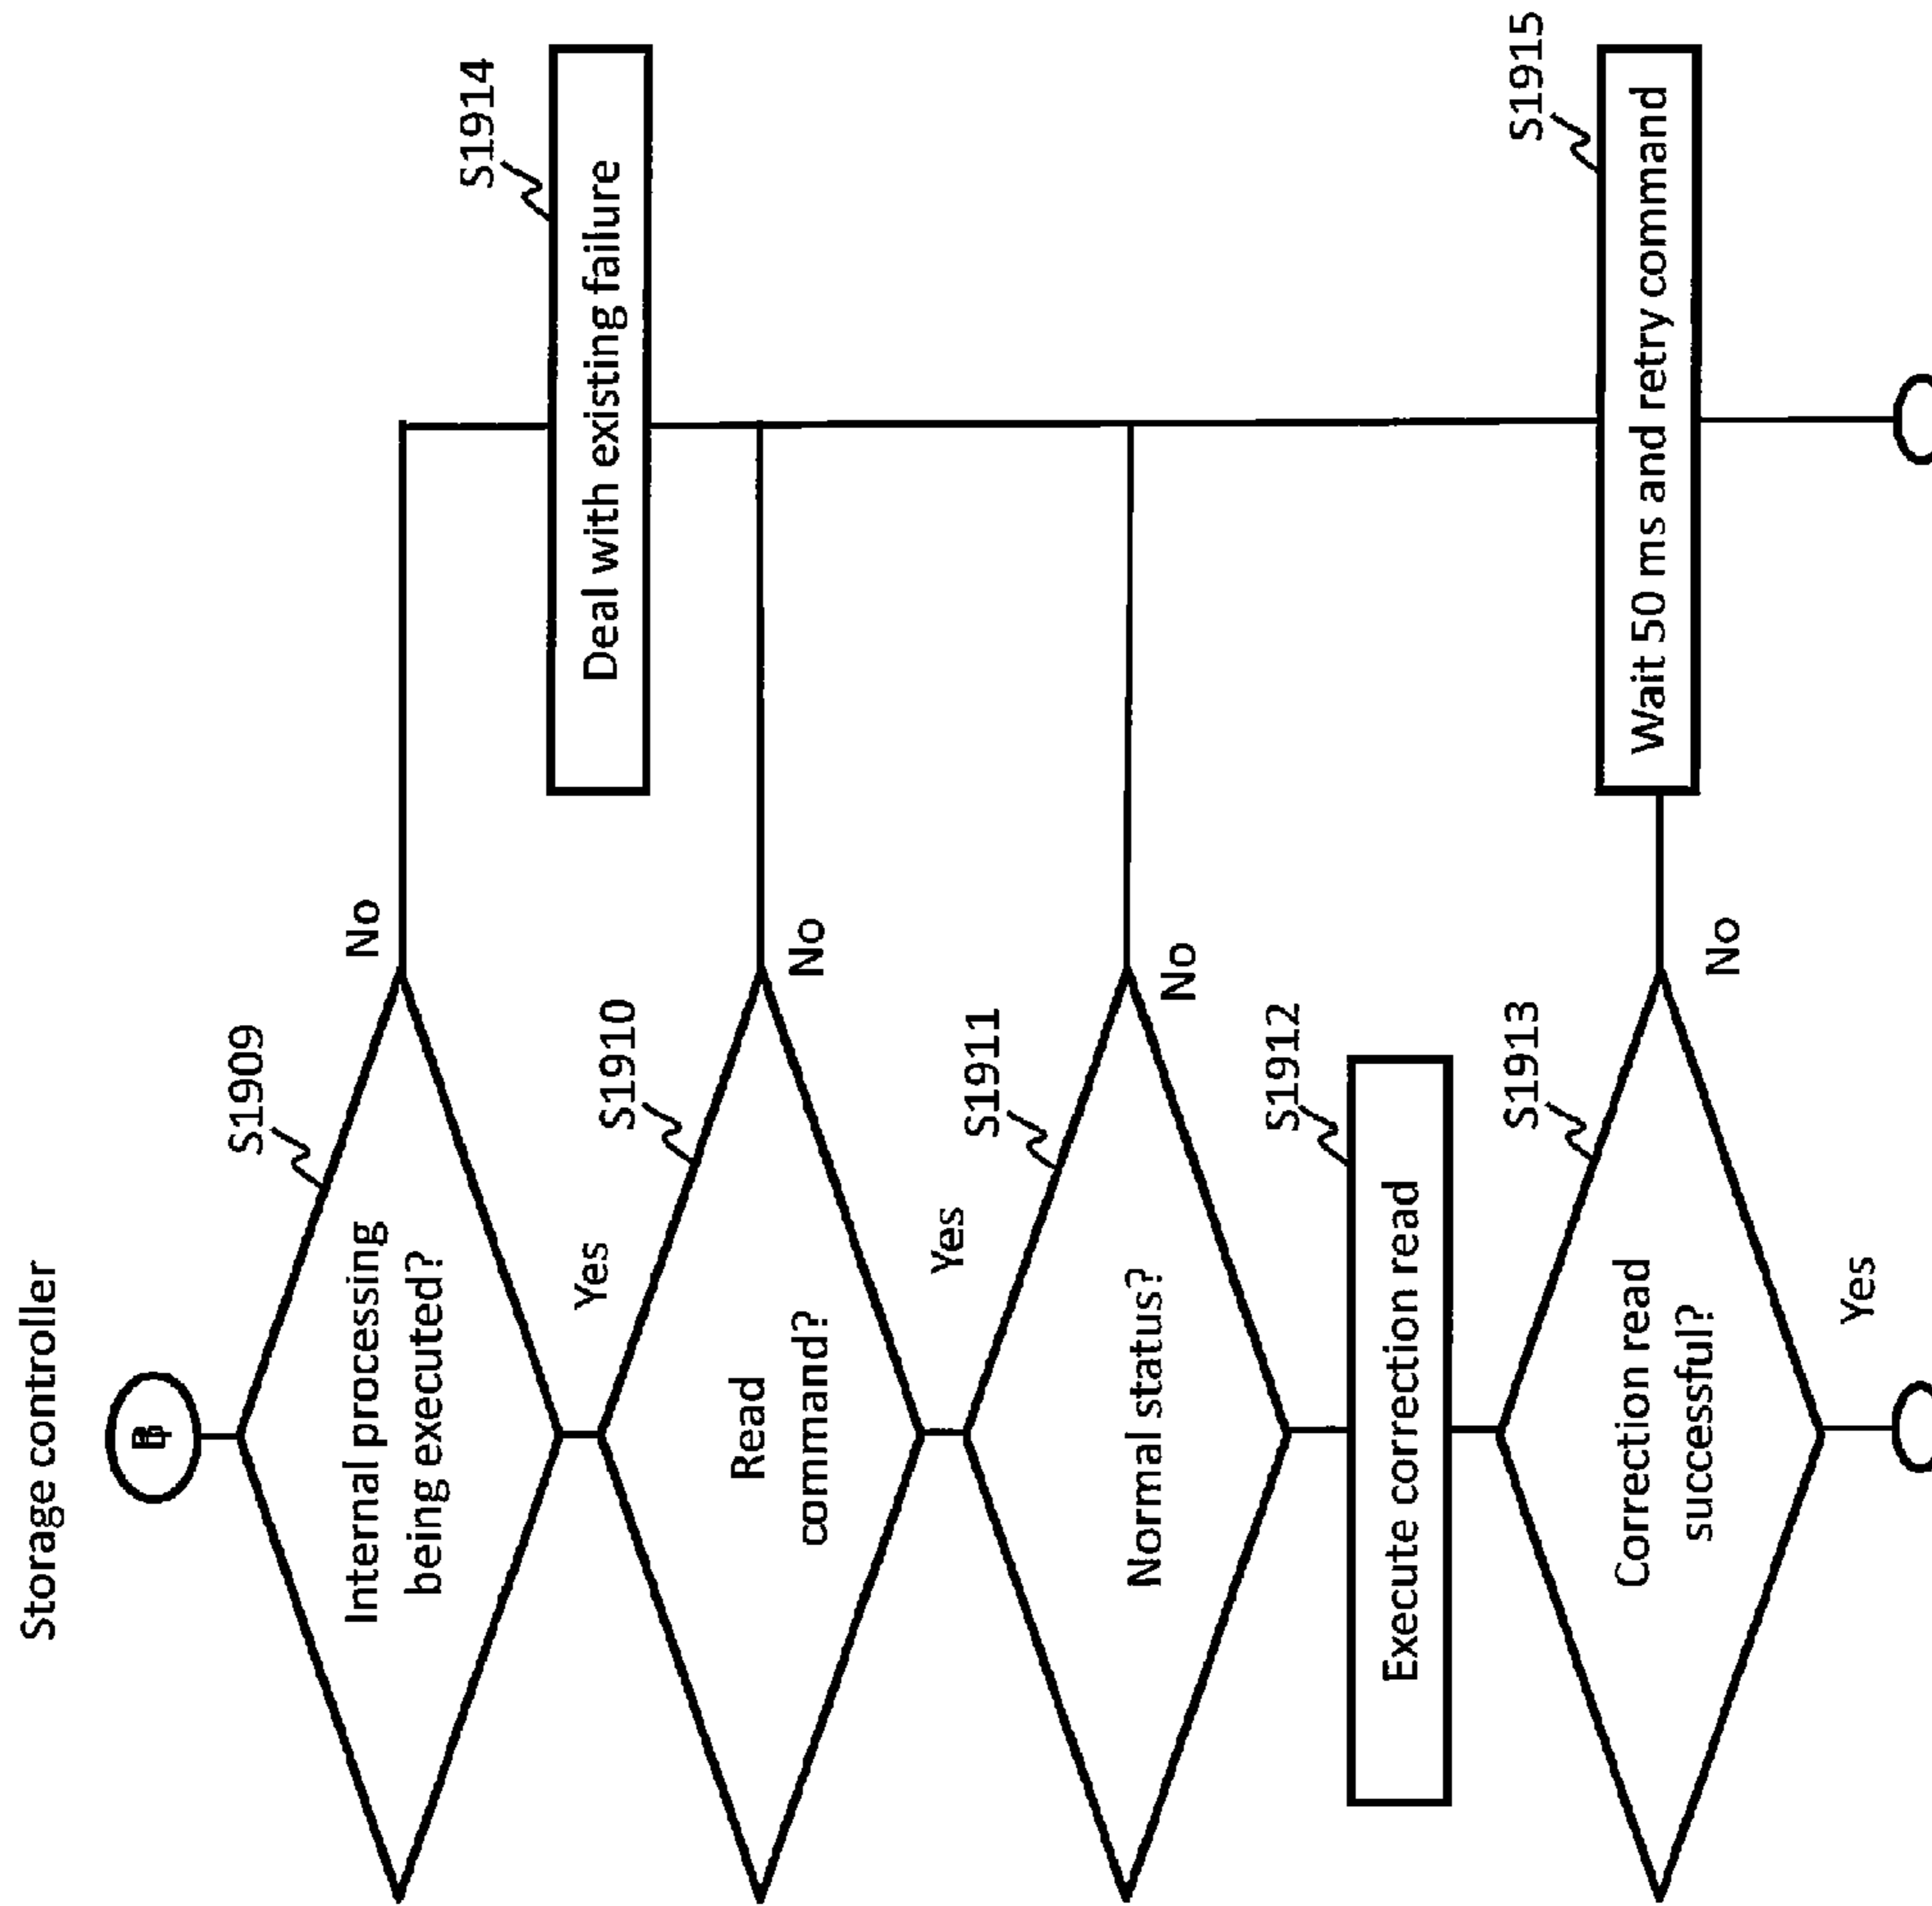 Storage controller
S1909
Internal processing
being executed?
No
S1914
Deal with existing failure
Yes
S1910
Read
command?
No
Yes
S1911
Normal status?
No
S1912
Execute correction read
S1913
Correction read
successful?
No
S1915
Wait 50 ms and retry command
Yes